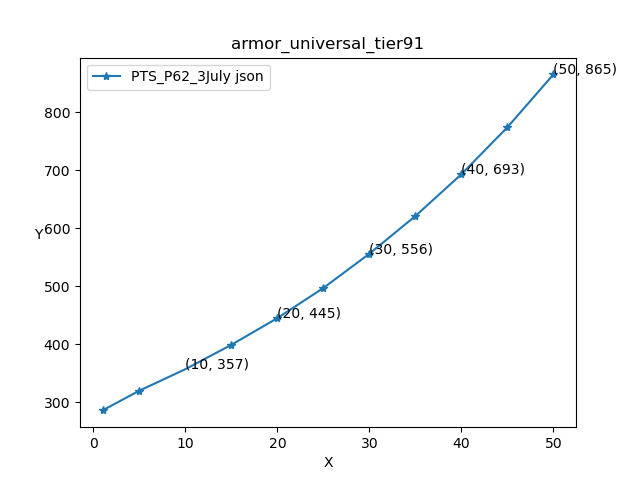 armor_universal_tier91
PTS_P62_3July json
(50, 865)
800
700
(40, 693)
Y
600
(30, 556)
500
(20, 445)
400
(10, 357)
300
0 10 20 30 40 50
X